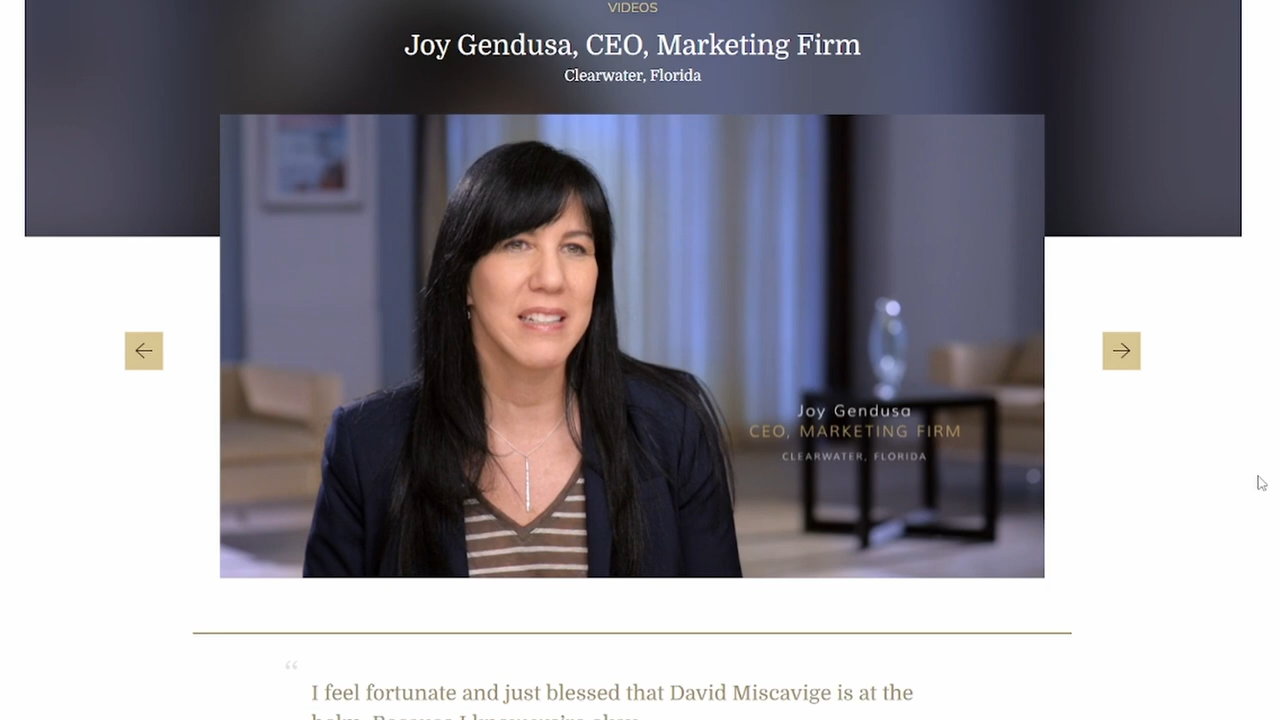 VIDEOS
Joy Gendusa, CEO, Marketing Firm
Clearwater, Florida
Joy Gendusa
CEO, MARKETING FIRM
CLEARWATER, FLORIDA
“
I feel fortunate and just blessed that David Miscavige is at the